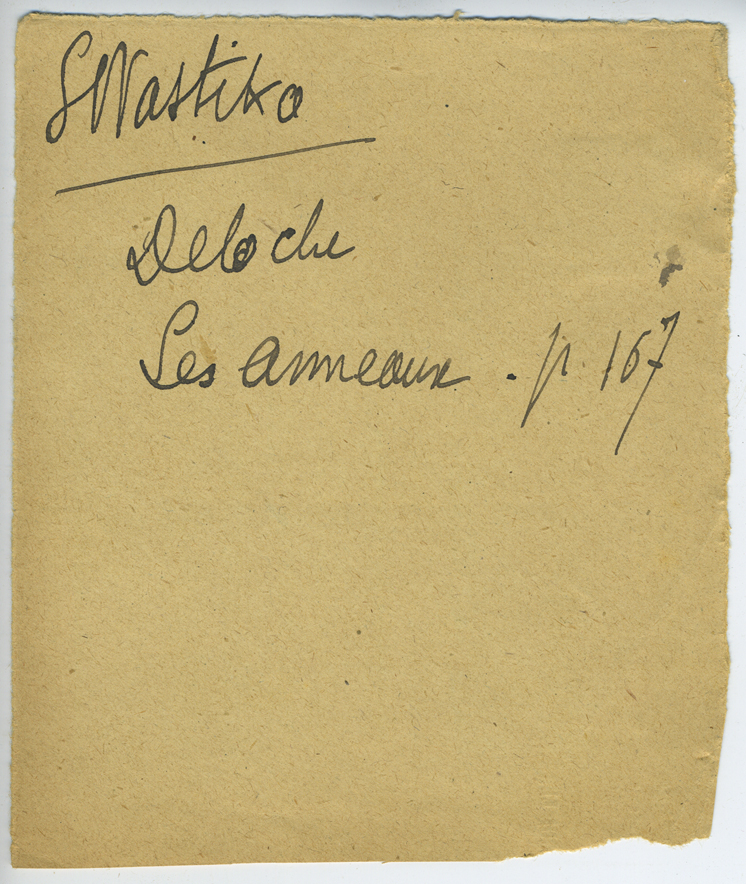 Swastika
Deloche
Les anneaux . p. 167